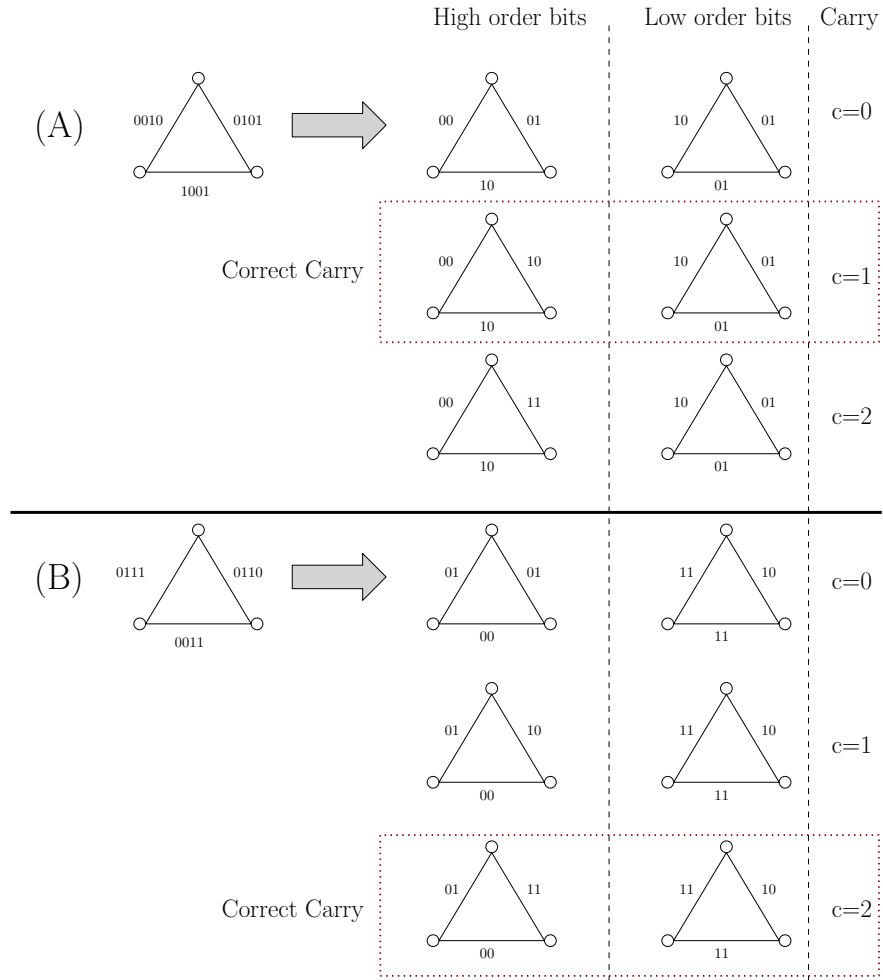 High order bits Low order bits Carry
(A) 0010 0101 00 01 10 01 c=0
1001 10 01
Correct Carry 00 10 10 01 c=1
10 01
00 11 10 01 c=2
10 01
(B) 0111 0110 01 01 11 10 c=0
0011 00 11
01 10 11 10 c=1
00 11
Correct Carry 01 11 11 10 c=2
00 11